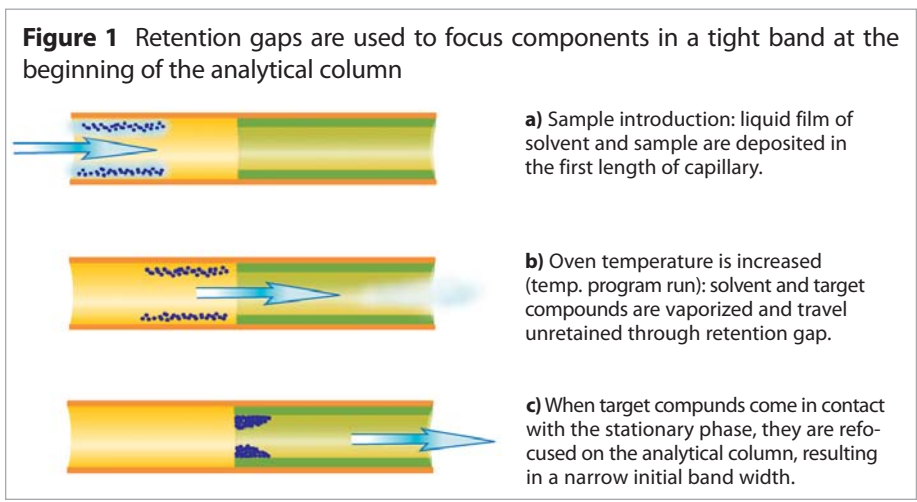 Figure 1 Retention gaps are used to focus components in a tight band at the
beginning of the analytical column
a) Sample introduction: liquid film of
solvent and sample are deposited in
the first length of capillary.
b) Oven temperature is increased
(temp. program run): solvent and target
compounds are vaporized and travel
unretained through retention gap.
c) When target compunds come in contact
with the stationary phase, they are refo-
cused on the analytical column, resulting
in a narrow initial band width.